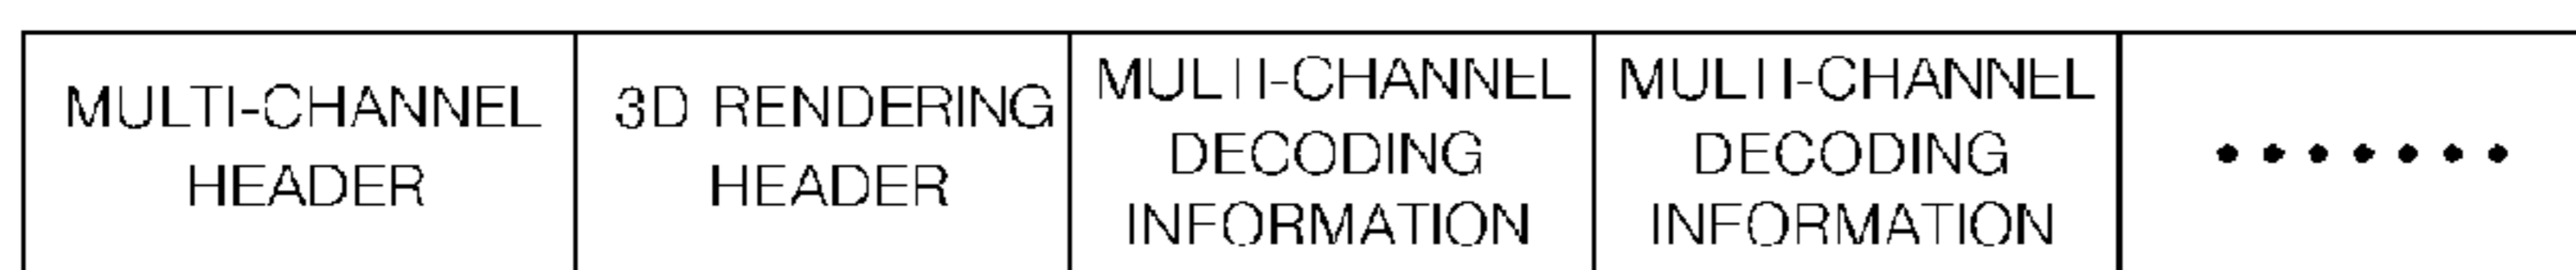 MULTI-CHANNEL
HEADER
3D RENDERING
HEADER
MULTI-CHANNEL
DECODING
INFORMATION
MULTI-CHANNEL
DECODING
INFORMATION
•••••••